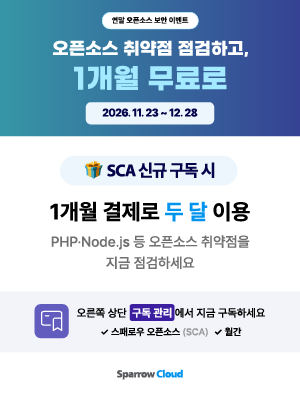 연말 오픈소스 보안 이벤트
오픈소스 취약점 점검하고,
1개월 무료로
2026. 11. 23 ~ 12. 28
SCA 신규 구독 시
1개월 결제로 두 달 이용
PHP·Node.js 등 오픈소스 취약점을
지금 점검하세요
오른쪽 상단 구독 관리에서 지금 구독하세요
✓ 스패로우 오픈소스 (SCA) ✓ 월간
Sparrow Cloud